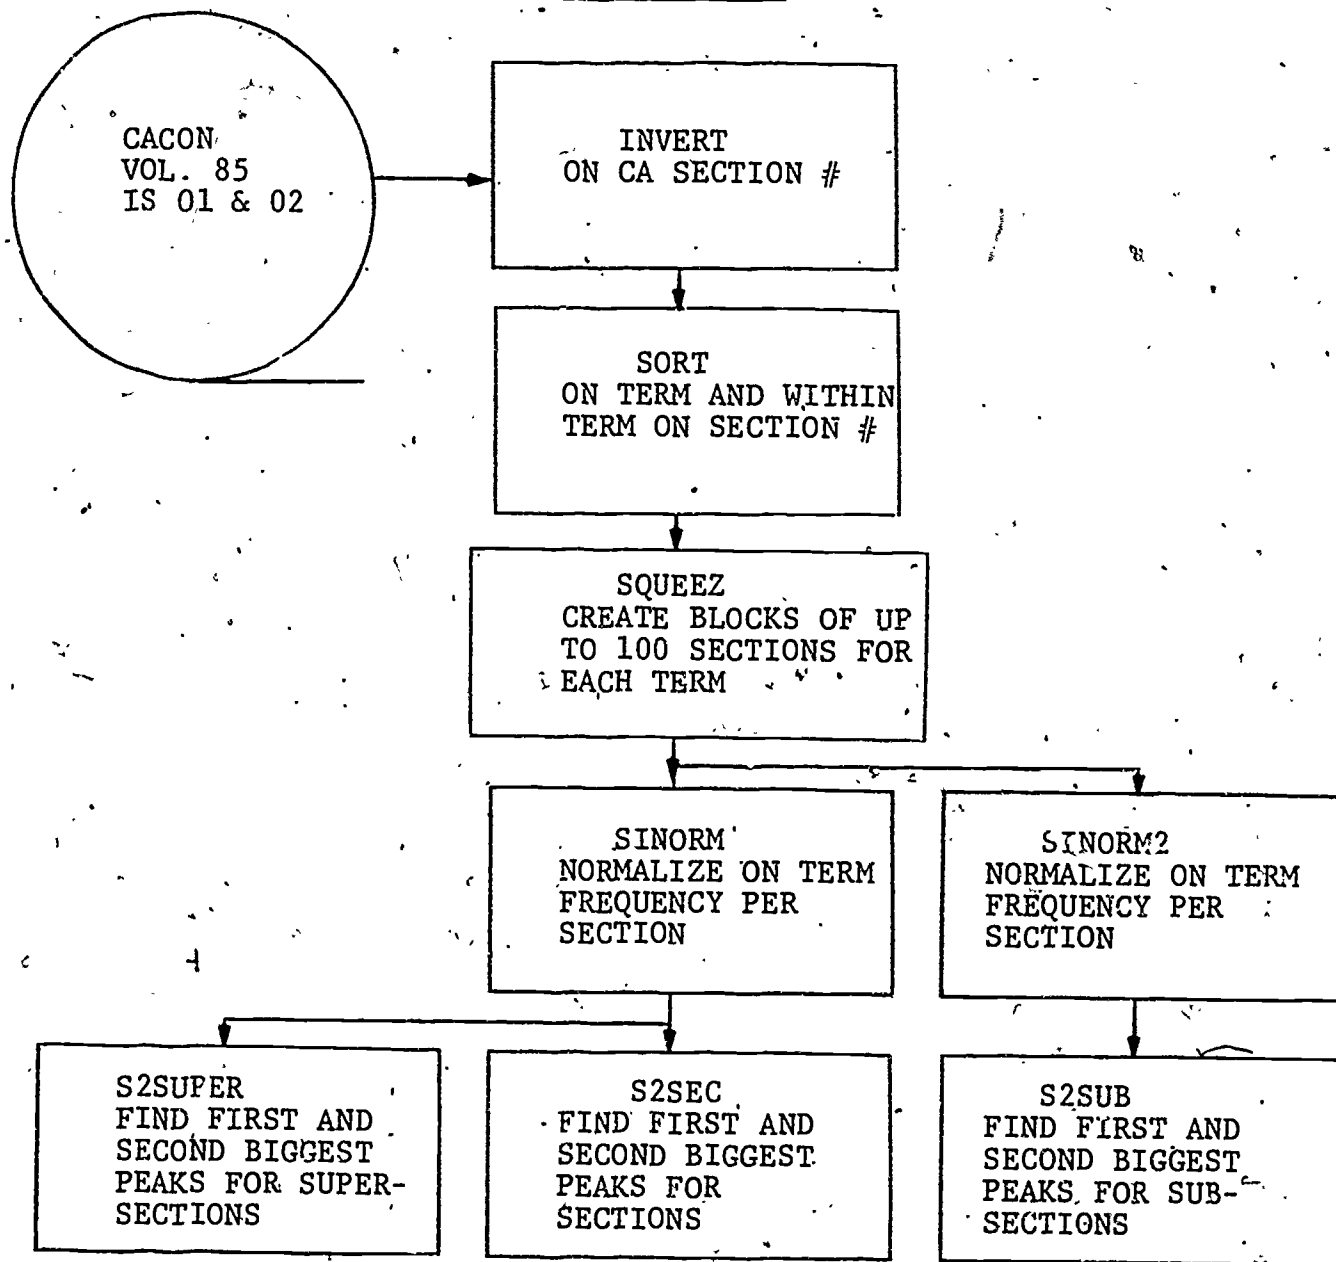 CACON
VOL. 85
IS 01 & 02
INVERT
ON CA SECTION #
SORT
ON TERM AND WITHIN
TERM ON SECTION #
SQUEEZ
CREATE BLOCKS OF UP
TO 100 SECTIONS FOR
EACH TERM
SINORM
NORMALIZE ON TERM
FREQUENCY PER
SECTION
SINORM2
NORMALIZE ON TERM
FREQUENCY PER
SECTION
S2SUPER
FIND FIRST AND
SECOND BIGGEST
PEAKS FOR SUPER-
SECTIONS
S2SEC
FIND FIRST AND
SECOND BIGGEST
PEAKS FOR
SECTIONS
S2SUB
FIND FIRST AND
SECOND BIGGEST
PEAKS FOR SUB-
SECTIONS